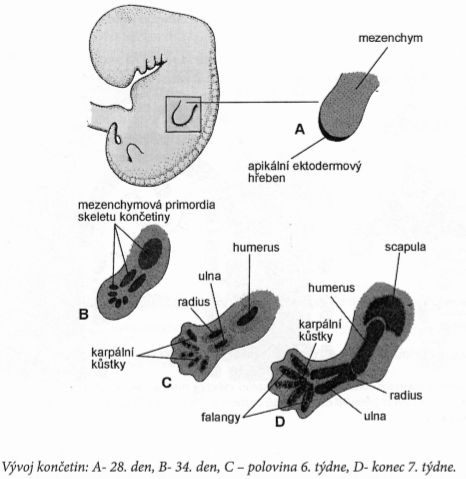 mezenchym
A
apikální ektodermový
hřeben
mezenchymová primordia
skeletu končetiny
B
humerus
ulna
radius
karpální
kůstky
C
scapula
humerus
karpální
kůstky
radius
ulna
falangy
D
Vývoj končetin: A- 28. den, B- 34. den, C – polovina 6. týdne, D- konec 7. týdne.